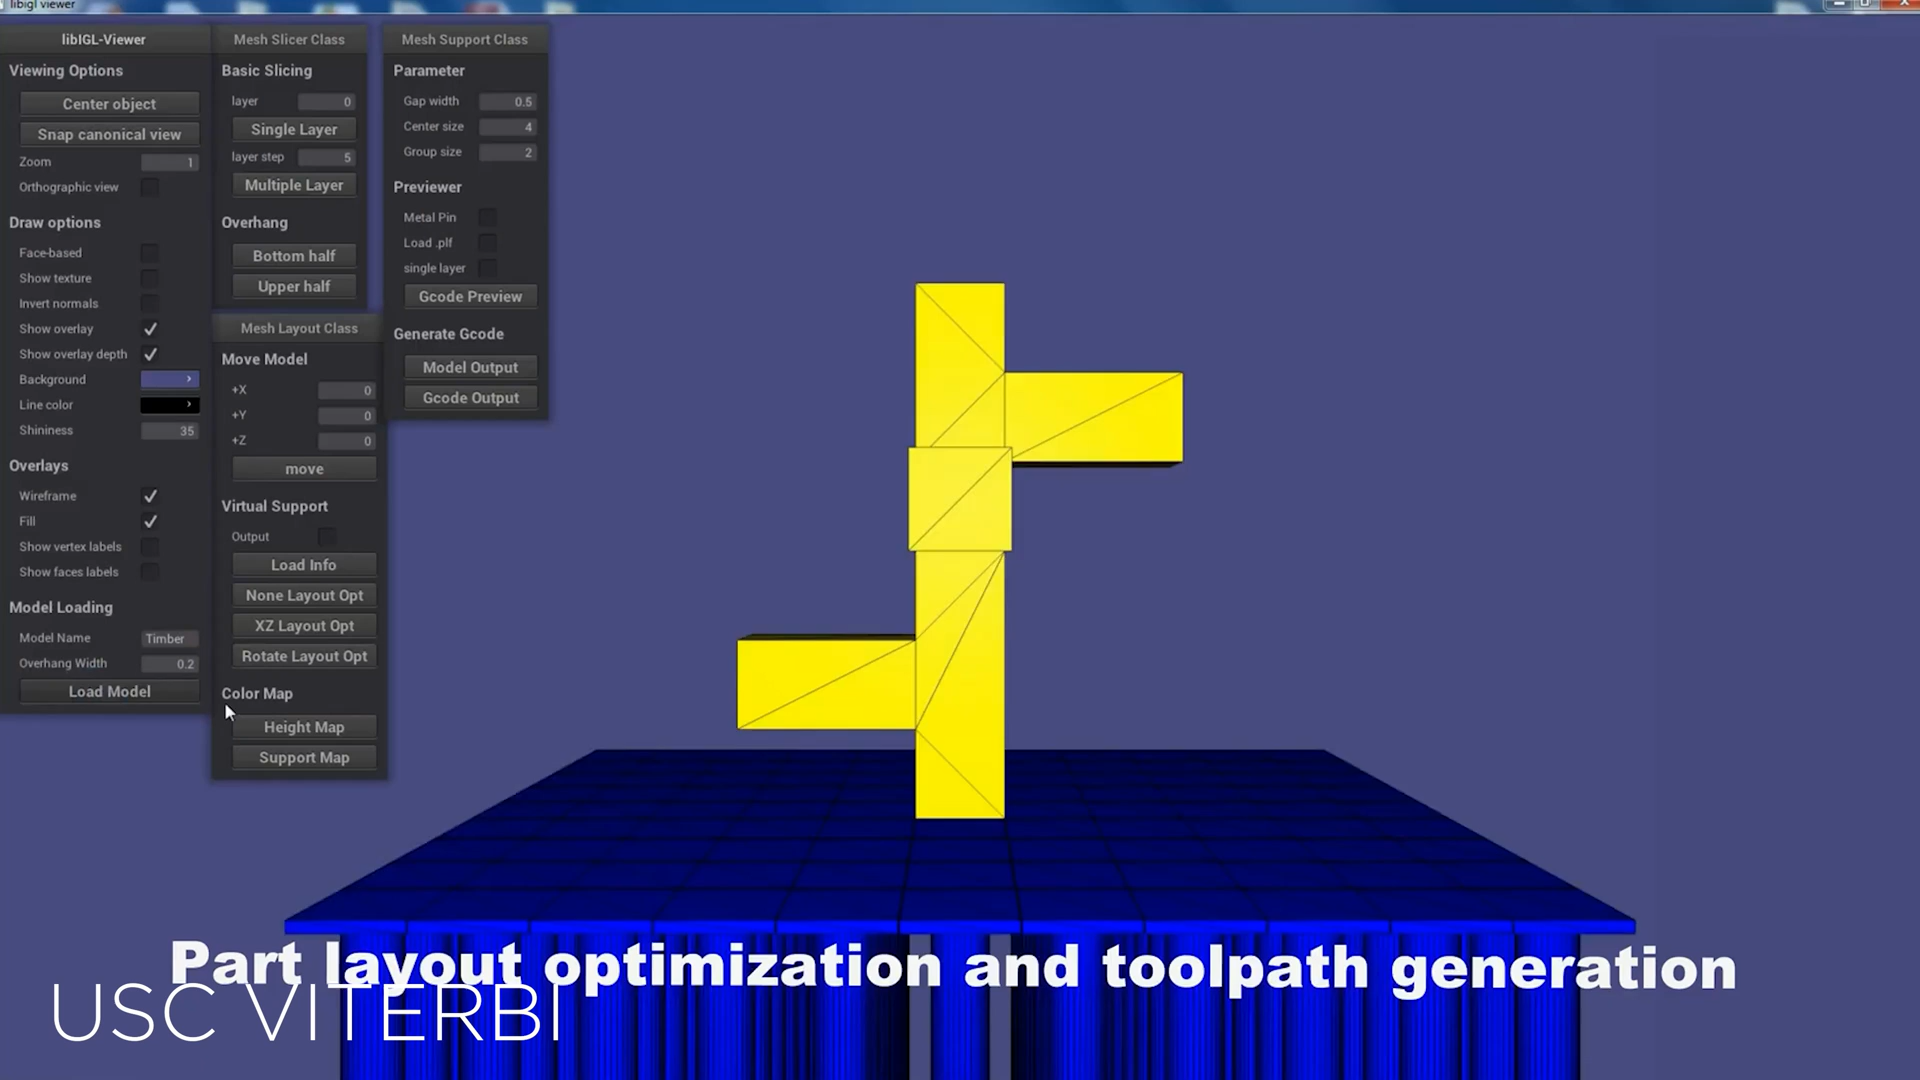 libigl viewer
libIGL-Viewer
Viewing Options
Center object
Snap canonical view
Zoom 1
Orthographic view
Draw options
Face-based
Show texture
Invert normals
Show overlay
Show overlay depth
Background
Line color
Shininess 35
Overlays
Wireframe
Fill
Show vertex labels
Show faces labels
Model Loading
Model Name Timber
Overhang Width 0.2
Load Model
Mesh Slicer Class
Basic Slicing
layer 0
Single Layer
layer step 5
Multiple Layer
Overhang
Bottom half
Upper half
Mesh Layout Class
Move Model
+X 0
+Y 0
+Z 0
move
Virtual Support
Output
Load Info
None Layout Opt
XZ Layout Opt
Rotate Layout Opt
Color Map
Height Map
Support Map
Mesh Support Class
Parameter
Gap width 0.5
Center size 4
Group size 2
Previewer
Metal Pin
Load .plf
single layer
Gcode Preview
Generate Gcode
Model Output
Gcode Output
Part layout optimization and toolpath generation
USC VITERBI